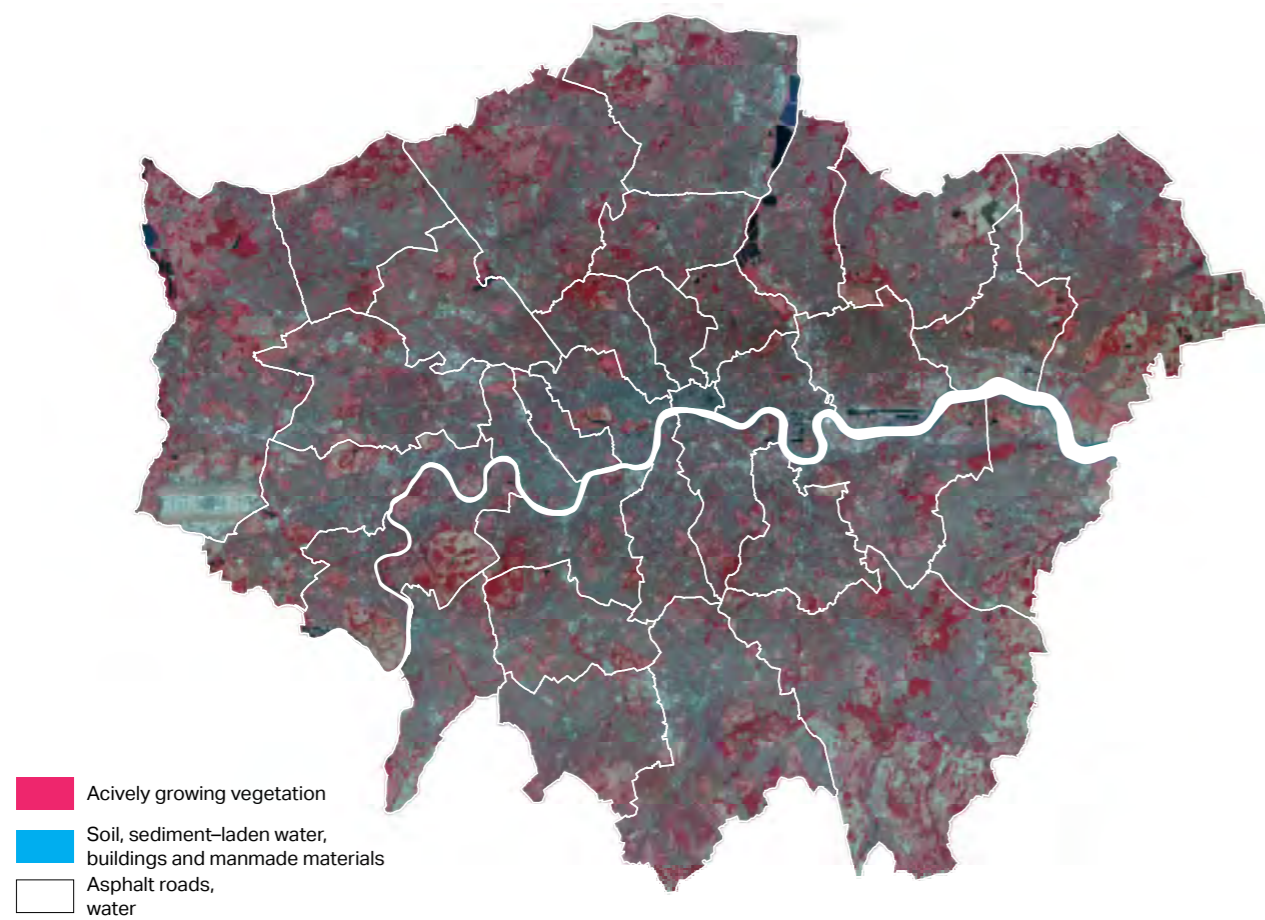 Acively growing vegetation
Soil, sediment–laden water,
buildings and manmade materials
Asphalt roads,
water